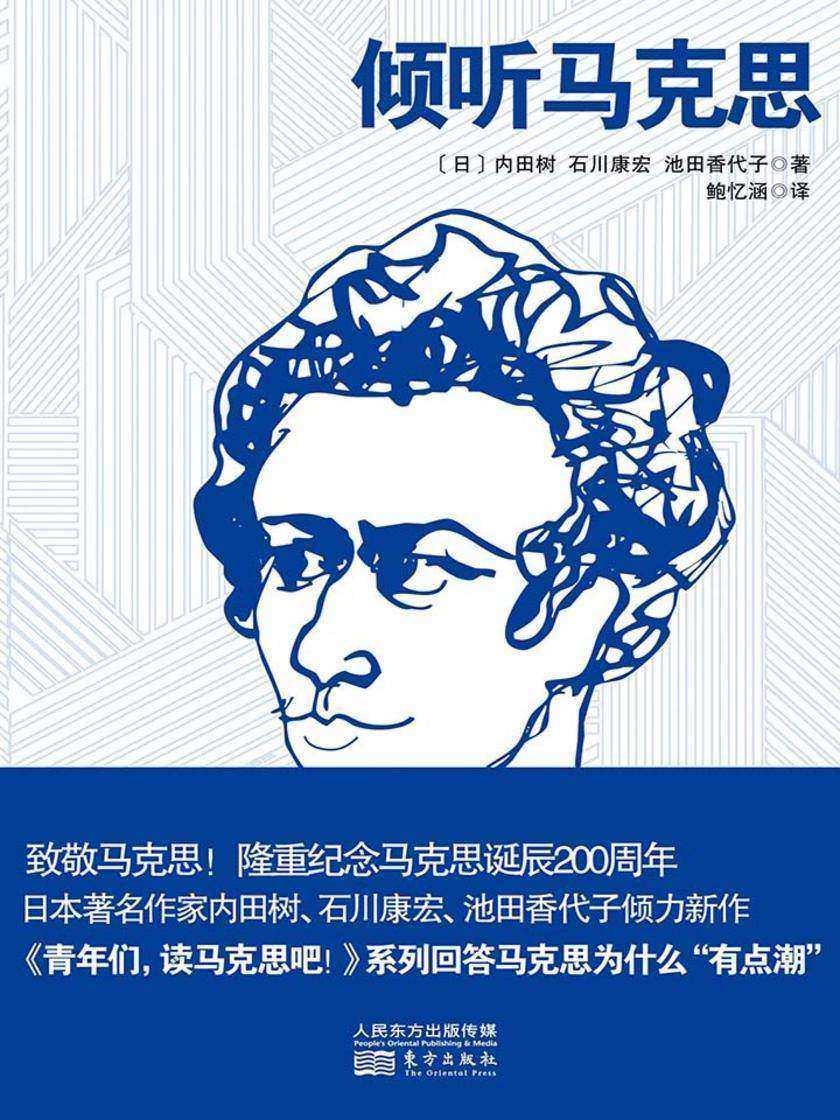 倾听马克思
〔日〕内田树 石川康宏 池田香代子◎著
鲍忆涵◎译
致敬马克思！隆重纪念马克思诞辰200周年
日本著名作家内田树、石川康宏、池田香代子倾力新作
《青年们，读马克思吧！》系列回答马克思为什么“有点潮”
人民东方出版传媒
People's Oriental Publishing & Media
東方出版社
The Oriental Press